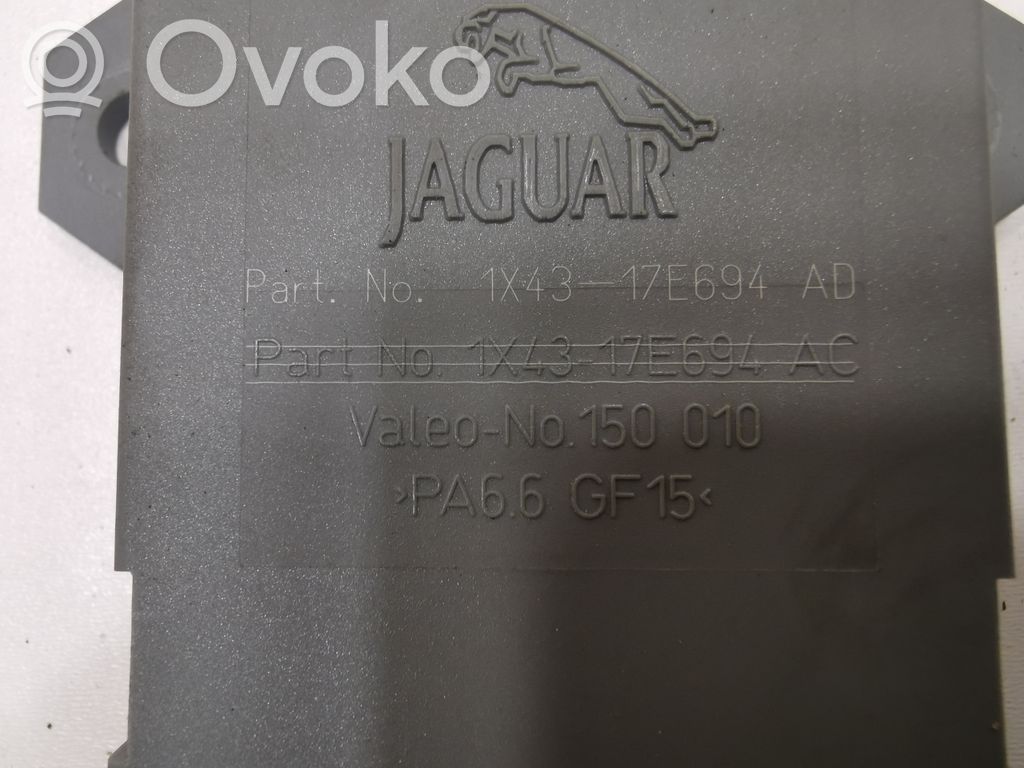 Ovoko
JAGUAR
Part. No. 1X43-17E694 AD
Part No. 1X43-17E694 AC
Valeo-No.150 010
>PA6.6 GF15<